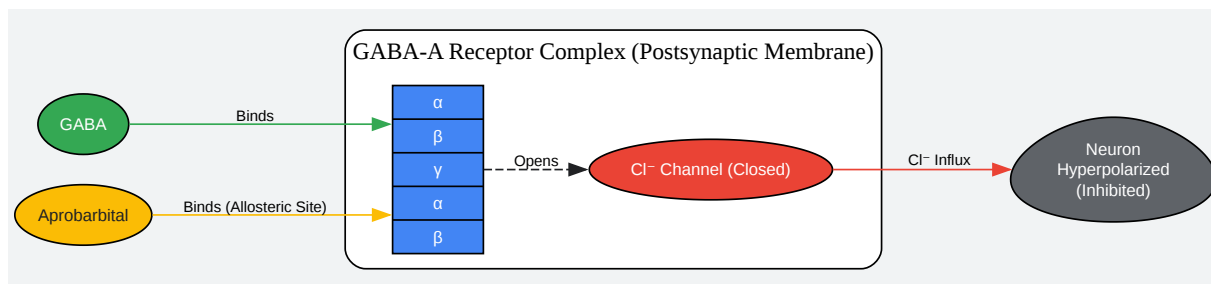 GABA-A Receptor Complex (Postsynaptic Membrane)
GABA
Binds
α
β
γ
α
β
Opens
Cl⁻ Channel (Closed)
Cl⁻ Influx
Neuron
Hyperpolarized
(Inhibited)
Aprobarbital
Binds (Allosteric Site)